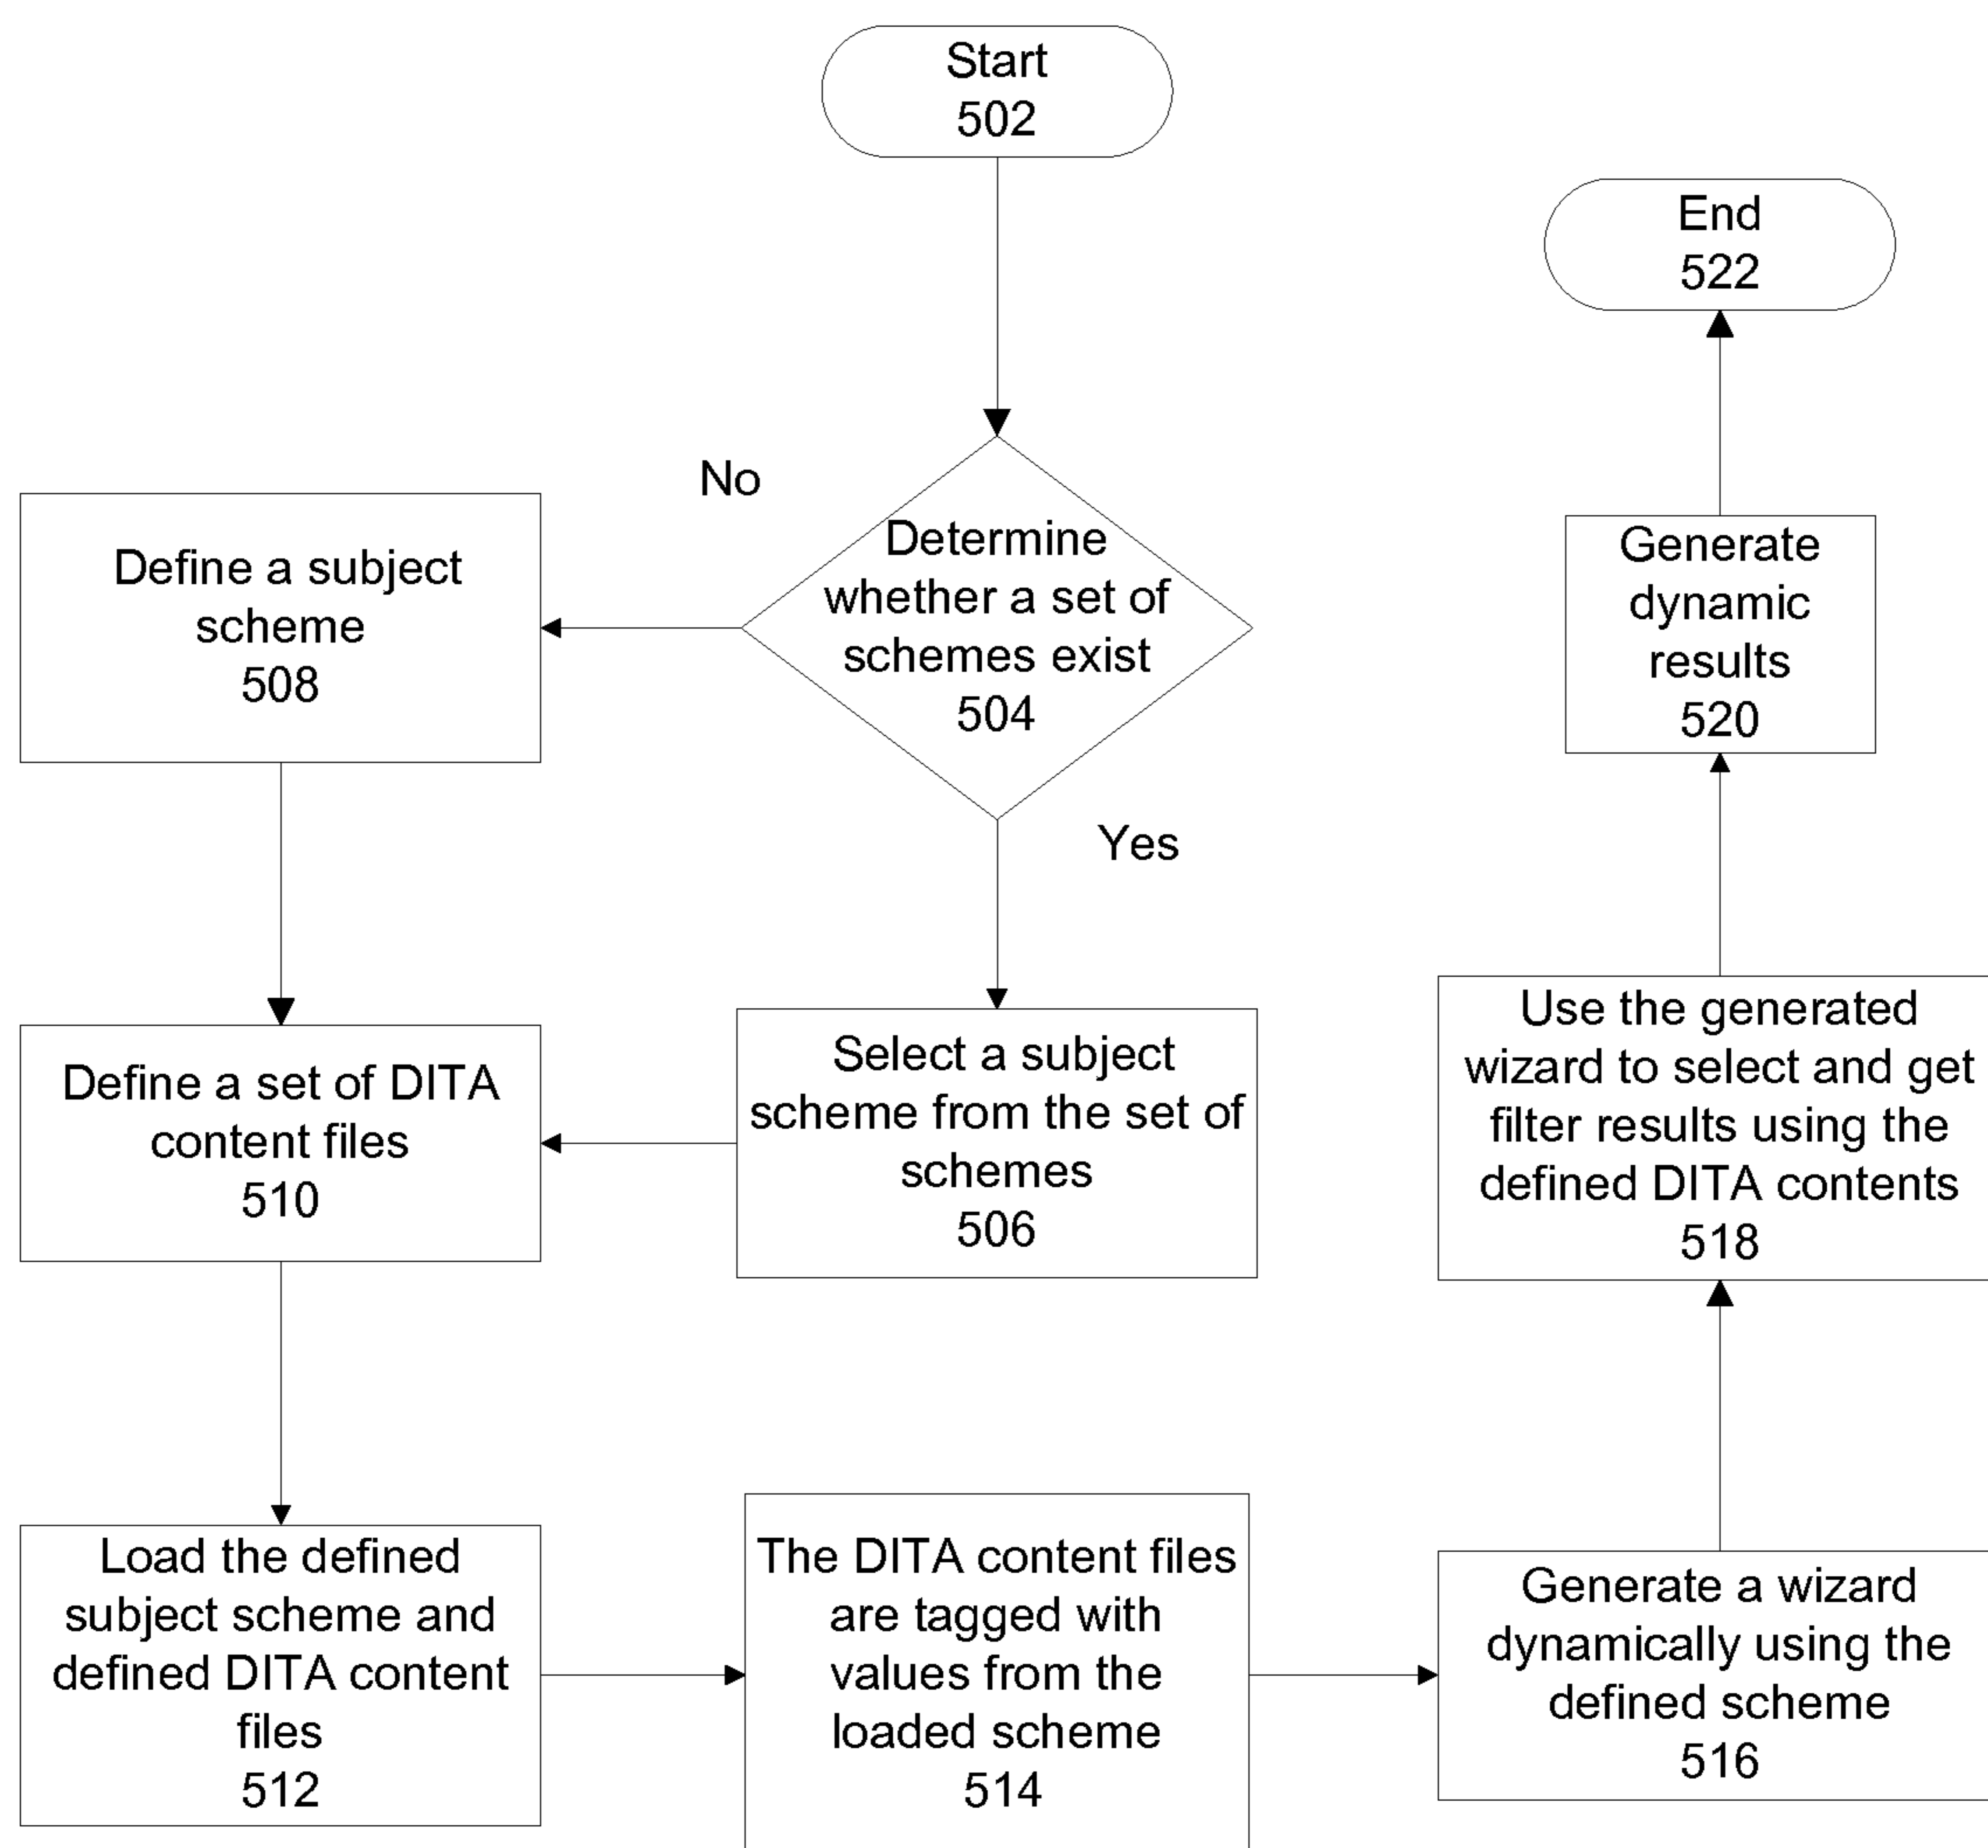 Start
502
No
Determine
whether a set of
schemes exist
504
Yes
Define a subject
scheme
508
Select a subject
scheme from the set of
schemes
506
Define a set of DITA
content files
510
Load the defined
subject scheme and
defined DITA content
files
512
The DITA content files
are tagged with
values from the
loaded scheme
514
Generate a wizard
dynamically using the
defined scheme
516
Use the generated
wizard to select and get
filter results using the
defined DITA contents
518
Generate
dynamic
results
520
End
522